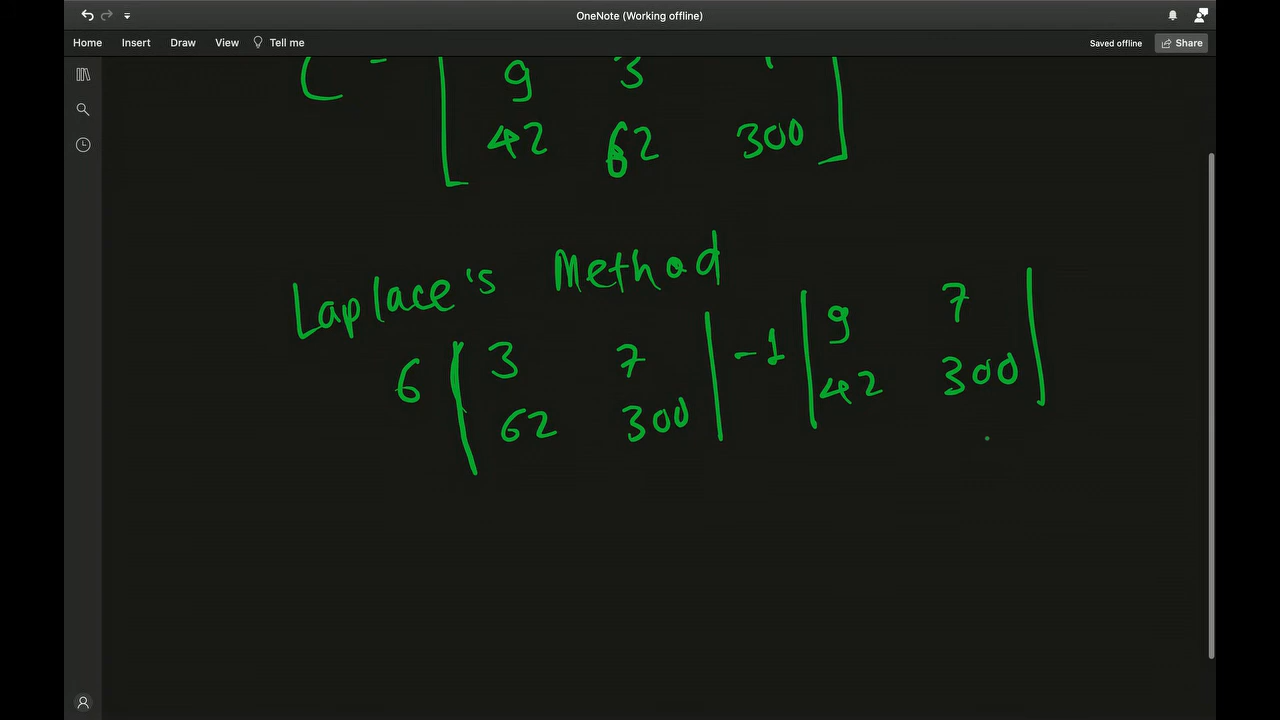 OneNote (Working offline)
Home Insert Draw View Tell me
Saved offline Share
C = 9 3
42 62 300
Laplace's Method
6 | 3 7 | - 1 | 9 7 |
| 62 300 | | 42 300 |